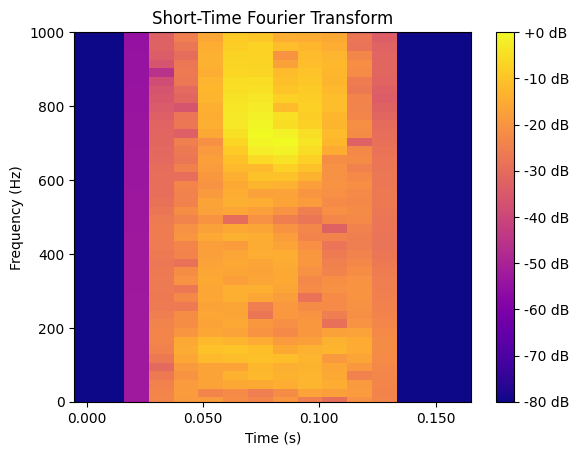 Short-Time Fourier Transform
1000
800
600
400
200
0
Frequency (Hz)
0.000
0.050
0.100
0.150
Time (s)
+0 dB
-10 dB
-20 dB
-30 dB
-40 dB
-50 dB
-60 dB
-70 dB
-80 dB